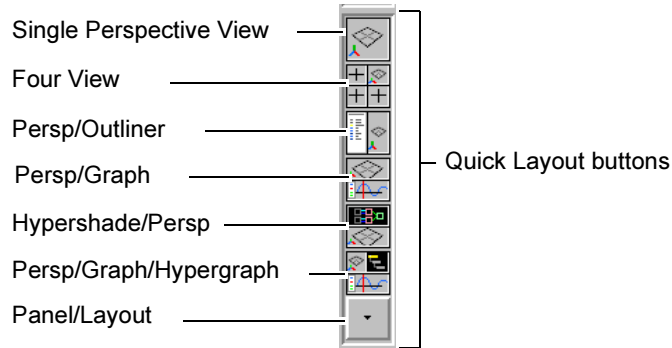 Single Perspective View
Four View
Persp/Outliner
Persp/Graph
Hypershade/Persp
Persp/Graph/Hypergraph
Panel/Layout
Quick Layout buttons